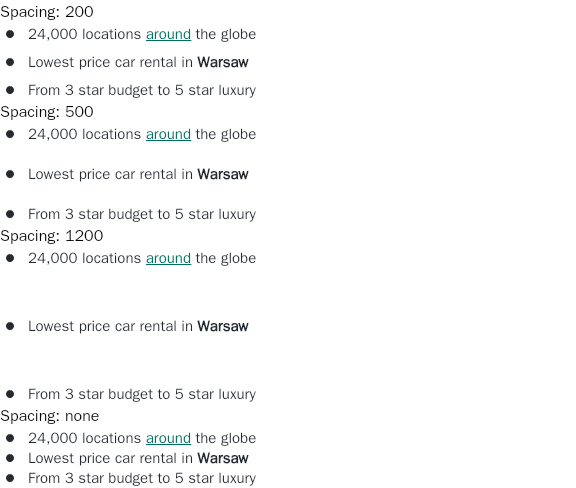 Spacing: 200
● 24,000 locations around the globe
● Lowest price car rental in Warsaw
● From 3 star budget to 5 star luxury
Spacing: 500
● 24,000 locations around the globe
● Lowest price car rental in Warsaw
● From 3 star budget to 5 star luxury
Spacing: 1200
● 24,000 locations around the globe
● Lowest price car rental in Warsaw
● From 3 star budget to 5 star luxury
Spacing: none
● 24,000 locations around the globe
● Lowest price car rental in Warsaw
● From 3 star budget to 5 star luxury